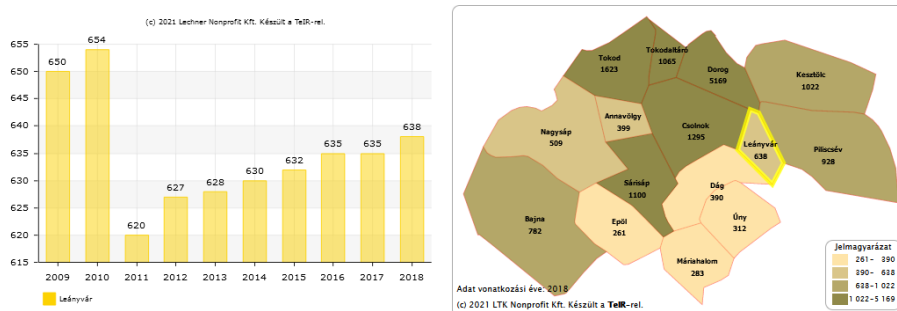 (c) 2021 Lechner Nonprofit Kft. Készült a TeIR-rel.
655
650
645
640
635
630
625
620
615
650
654
620
627
628
630
632
635
635
638
2009
2010
2011
2012
2013
2014
2015
2016
2017
2018
Leányvár
Tokod
1623
Tokodaltáró
1065
Dorog
5169
Kesztölc
1022
Nagysáp
509
Annavölgy
399
Csolnok
1295
Leányvár
638
Piliscsév
928
Sárisáp
1100
Dág
390
Bajna
782
Epöl
261
Úny
312
Máriahalom
283
Jelmagyarázat
261- 390
390- 638
638-1 022
1 022-5 169
Adat vonatkozási éve: 2018
(c) 2021 LTK Nonprofit Kft. Készült a TeIR-rel.